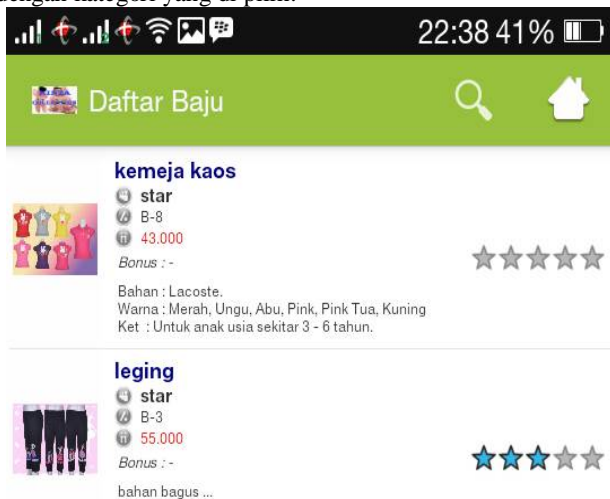 dengan kategori yang di pilih.
22:38 41%
Daftar Baju
kemeja kaos
star
B-8
43.000
Bonus : -
Bahan : Lacoste.
Warna : Merah, Ungu, Abu, Pink, Pink Tua, Kuning
Ket : Untuk anak usia sekitar 3 - 6 tahun.
leging
star
B-3
55.000
Bonus : -
bahan bagus ...